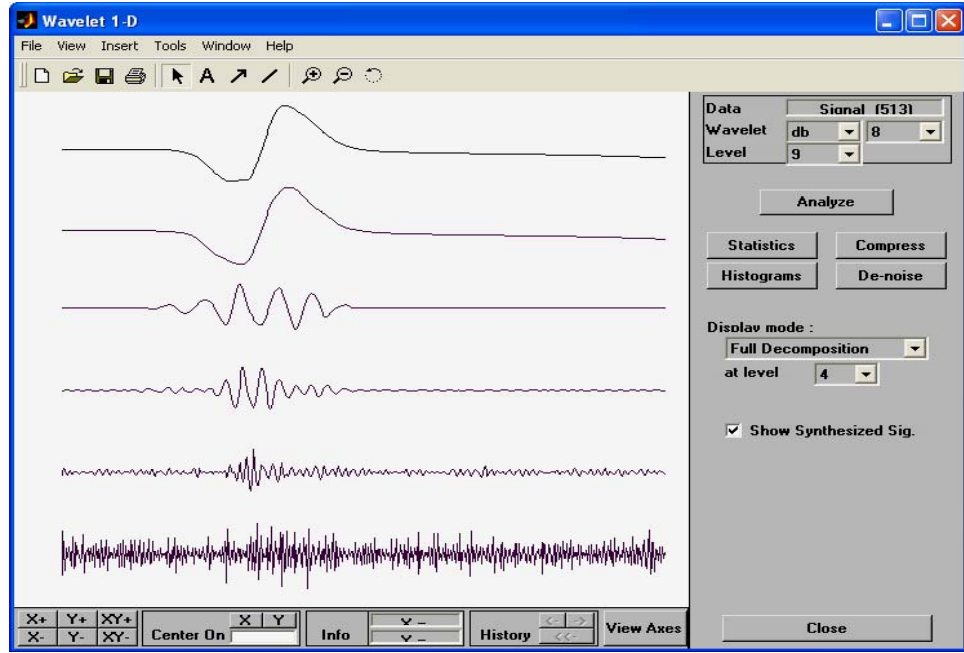 Wavelet 1-D
File View Insert Tools Window Help
A
Data Signal (513)
Wavelet db 8
Level 9
Analyze
Statistics Compress
Histograms De-noise
Display mode :
Full Decomposition
at level 4
Show Synthesized Sig.
X+ Y+ XY+
X- Y- XY-
Center On X Y
Info
History <- ->
<<-
View Axes
Close